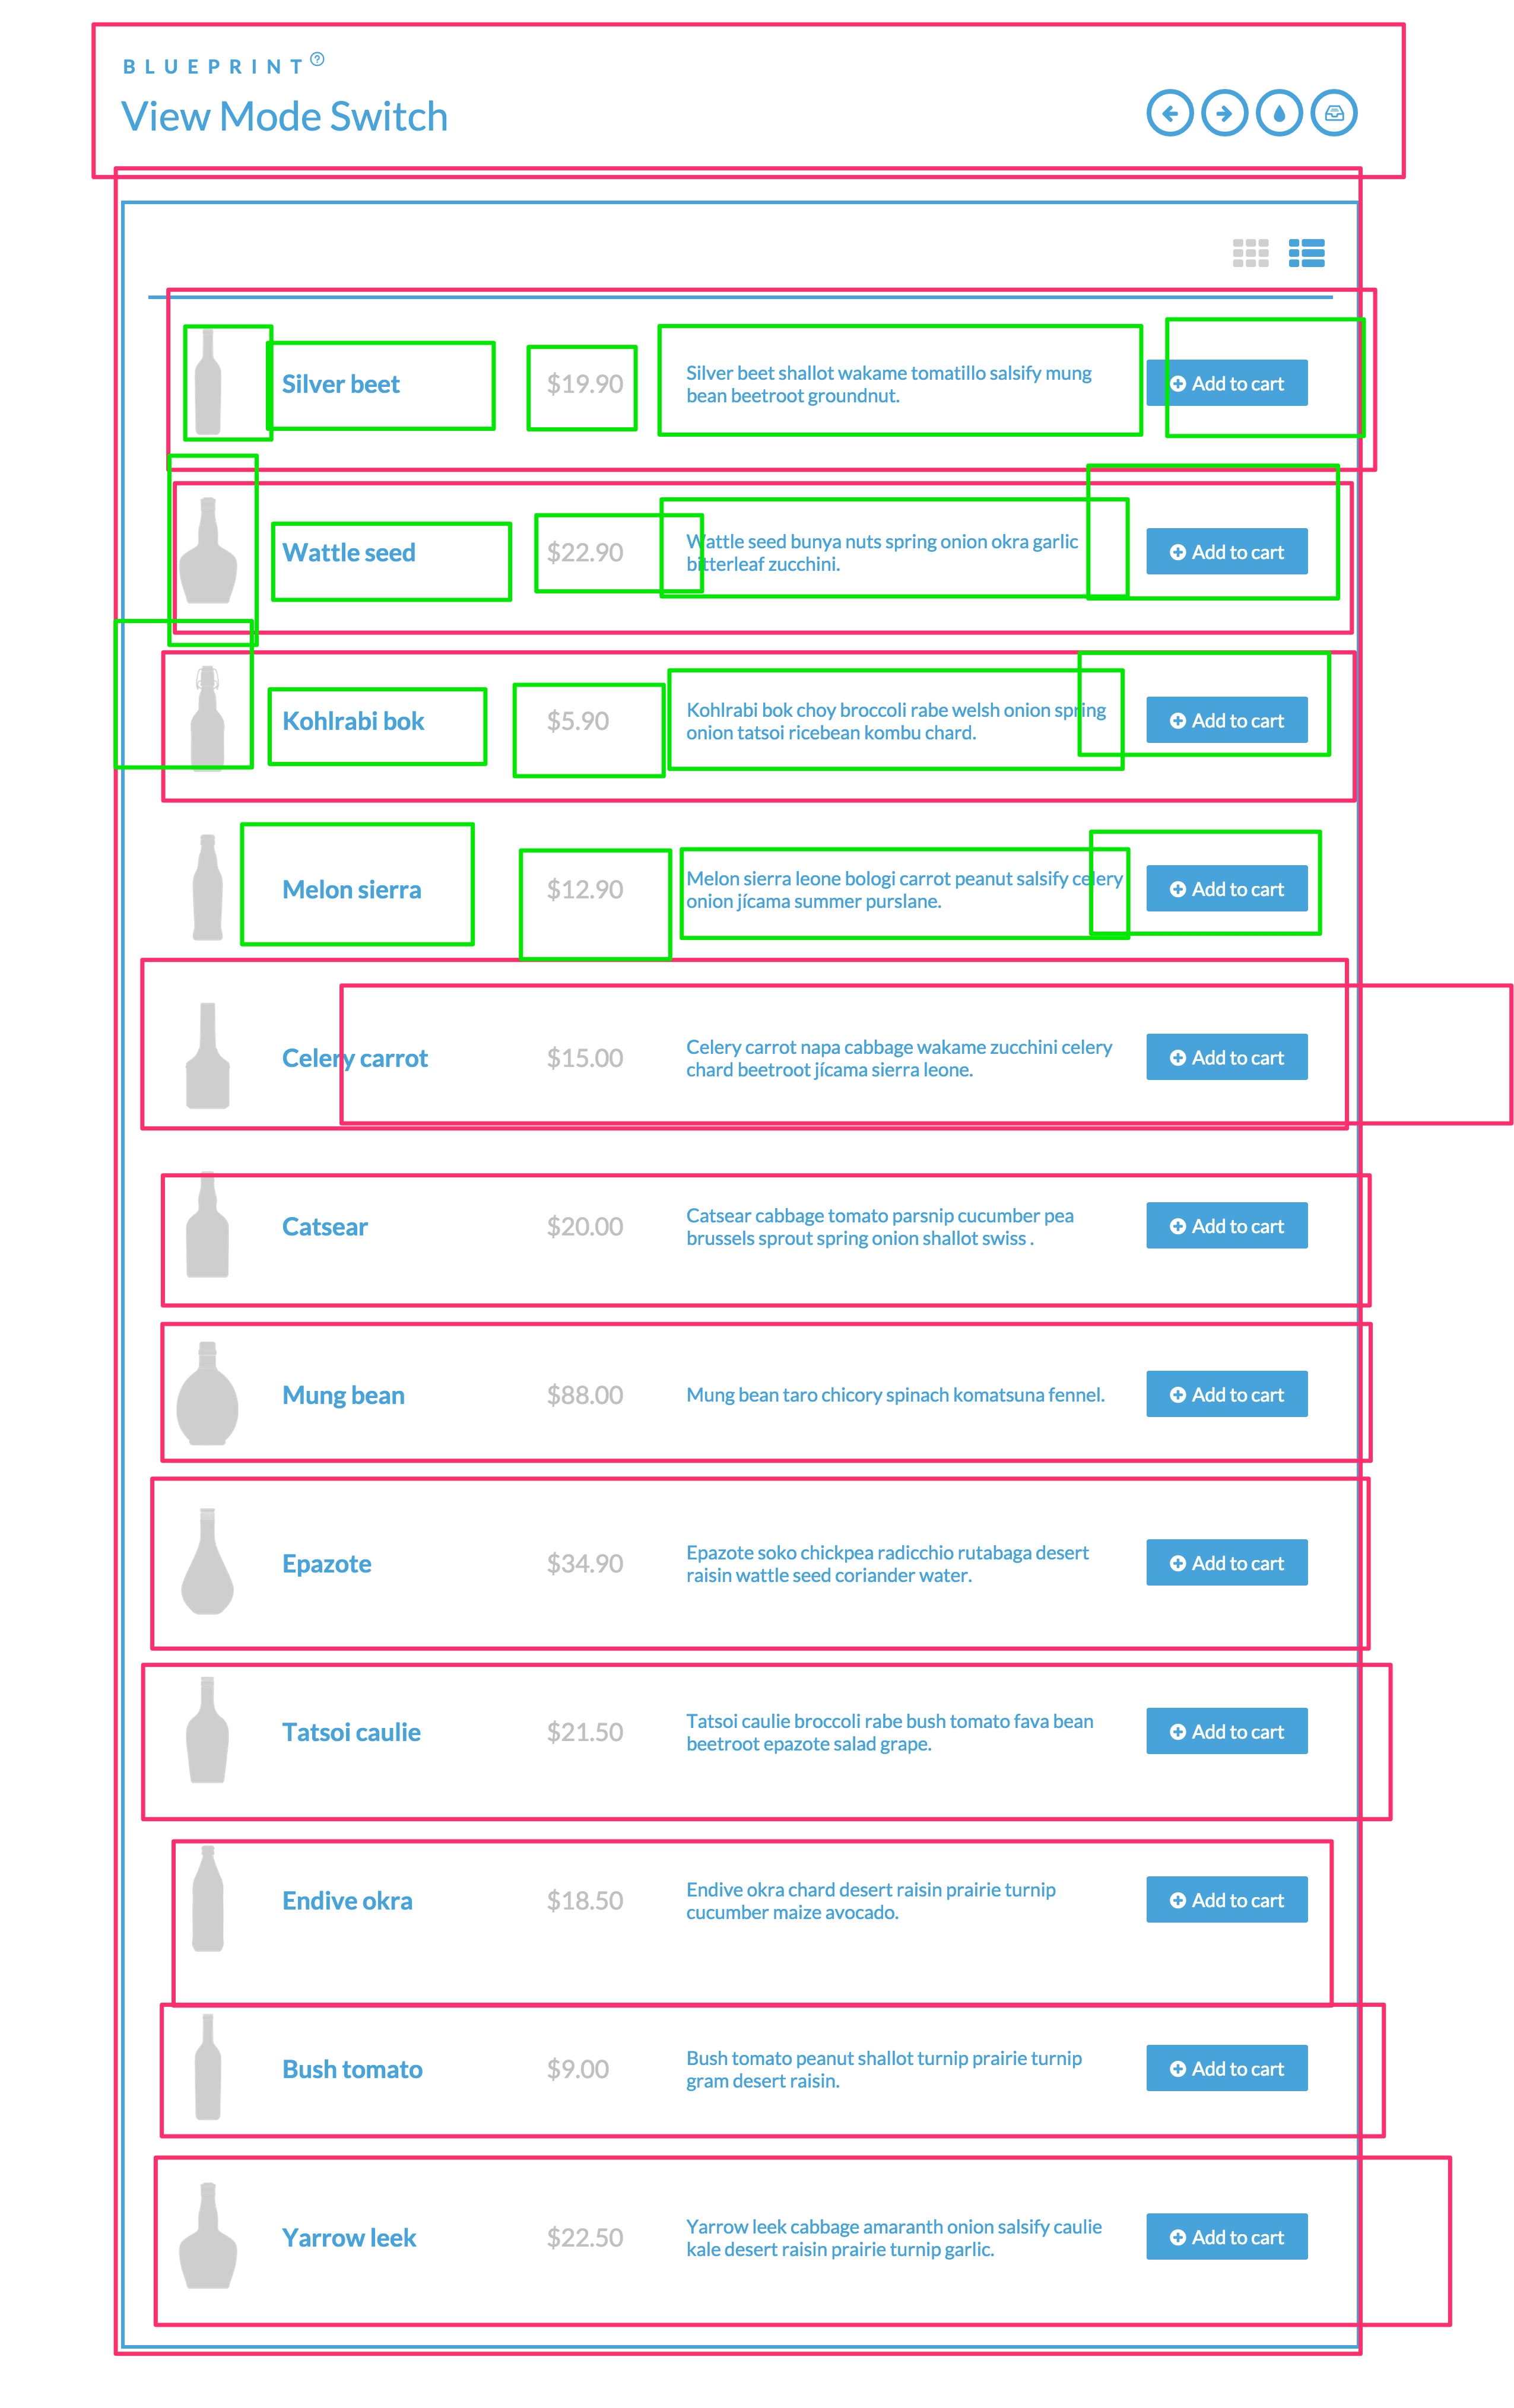 BLUEPRINT
View Mode Switch
Silver beet
$19.90
Silver beet shallot wakame tomatillo salsify mung
bean beetroot groundnut.
Add to cart
Wattle seed
$22.90
Wattle seed bunya nuts spring onion okra garlic
bitterleaf zucchini.
Add to cart
Kohlrabi bok
$5.90
Kohlrabi bok choy broccoli rabe welsh onion spring
onion tatsoi ricebean kombu chard.
Add to cart
Melon sierra
$12.90
Melon sierra leone bologi carrot peanut salsify celery
onion jícama summer purslane.
Add to cart
Celery carrot
$15.00
Celery carrot napa cabbage wakame zucchini celery
chard beetroot jícama sierra leone.
Add to cart
Catsear
$20.00
Catsear cabbage tomato parsnip cucumber pea
brussels sprout spring onion shallot swiss .
Add to cart
Mung bean
$88.00
Mung bean taro chicory spinach komatsuna fennel.
Add to cart
Epazote
$34.90
Epazote soko chickpea radicchio rutabaga desert
raisin wattle seed coriander water.
Add to cart
Tatsoi caulie
$21.50
Tatsoi caulie broccoli rabe bush tomato fava bean
beetroot epazote salad grape.
Add to cart
Endive okra
$18.50
Endive okra chard desert raisin prairie turnip
cucumber maize avocado.
Add to cart
Bush tomato
$9.00
Bush tomato peanut shallot turnip prairie turnip
gram desert raisin.
Add to cart
Yarrow leek
$22.50
Yarrow leek cabbage amaranth onion salsify caulie
kale desert raisin prairie turnip garlic.
Add to cart